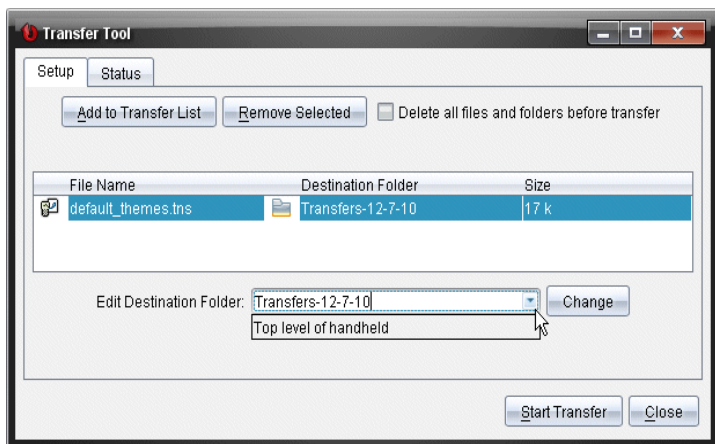 Transfer Tool
Setup Status
Add to Transfer List Remove Selected Delete all files and folders before transfer
File Name Destination Folder Size
default_themes.tns Transfers-12-7-10 17 k
Edit Destination Folder: Transfers-12-7-10 Change
Top level of handheld
Start Transfer Close